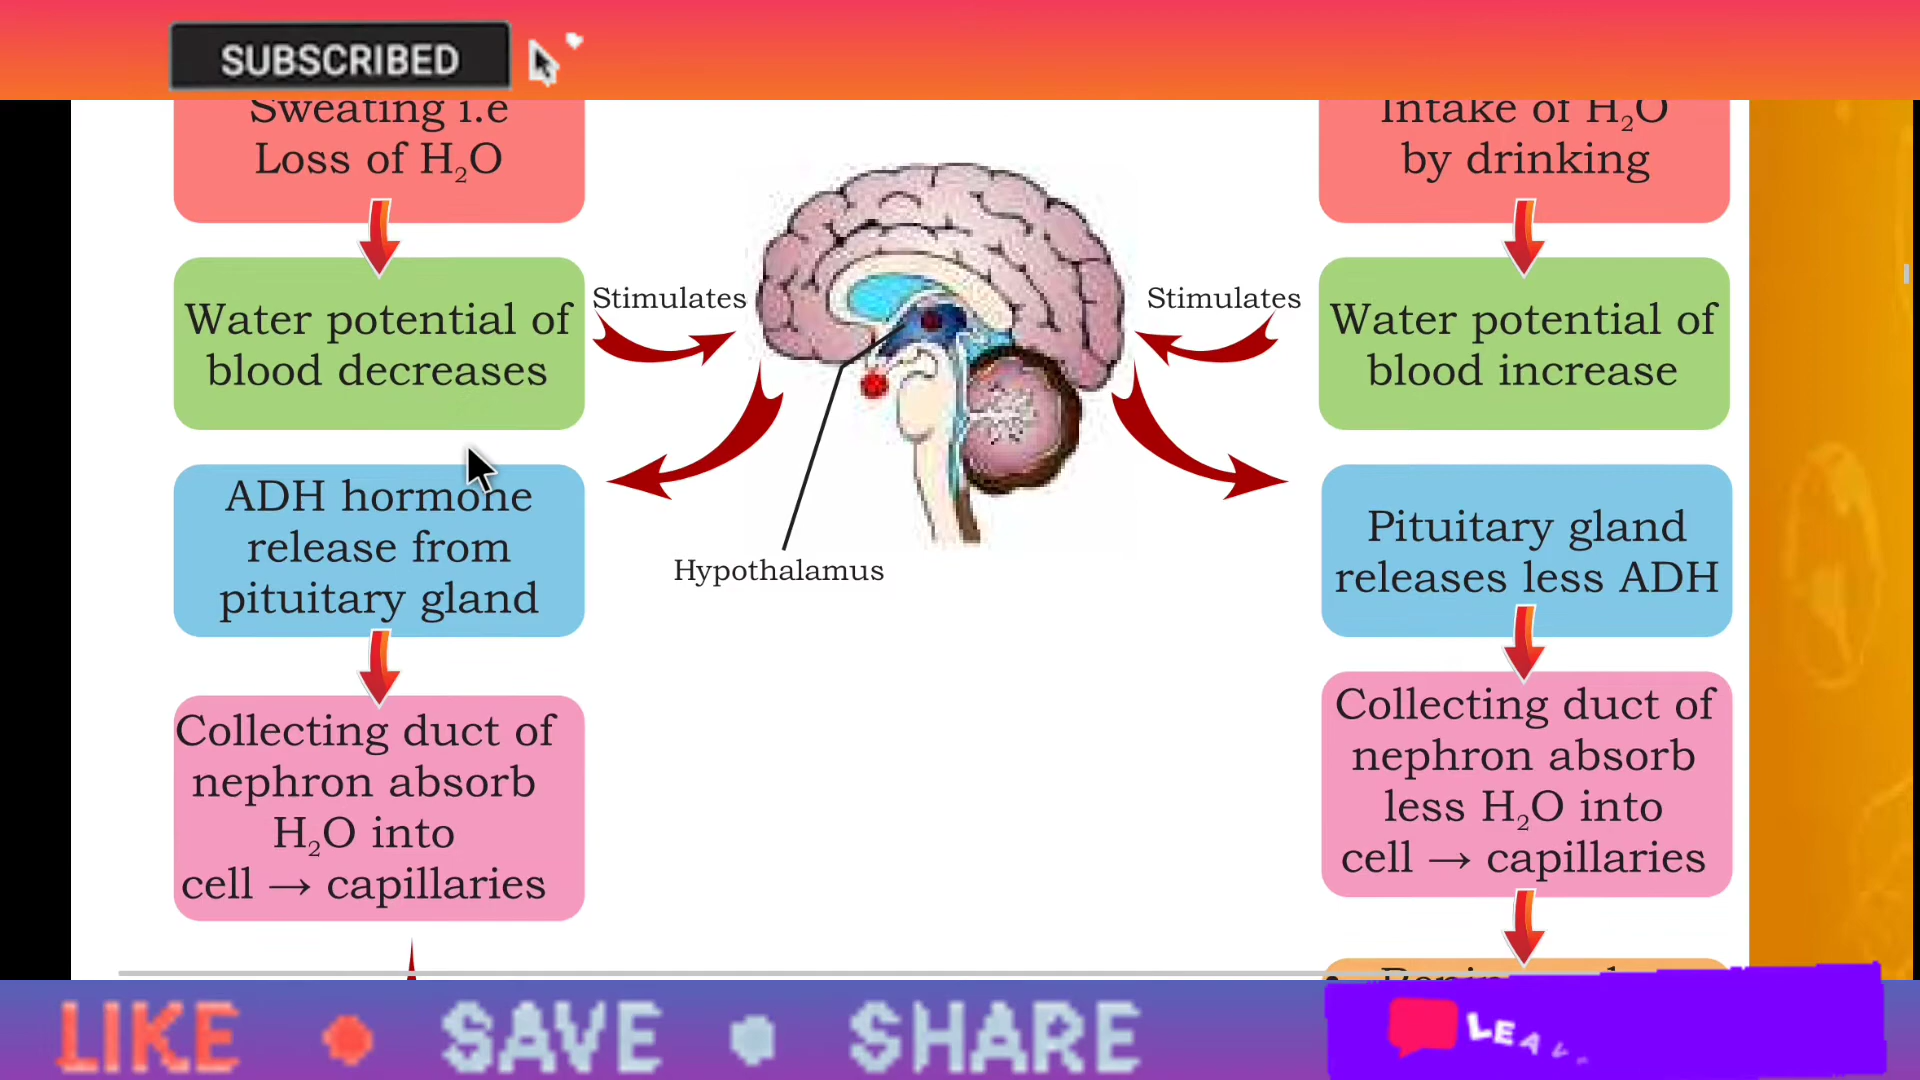 SUBSCRIBED
Sweating i.e
Loss of H₂O
Intake of H₂O
by drinking
Water potential of
blood decreases
Stimulates
Stimulates
Water potential of
blood increase
ADH hormone
release from
pituitary gland
Hypothalamus
Pituitary gland
releases less ADH
Collecting duct of
nephron absorb
H₂O into
cell → capillaries
Collecting duct of
nephron absorb
less H₂O into
cell → capillaries
LIKE • SAVE • SHARE